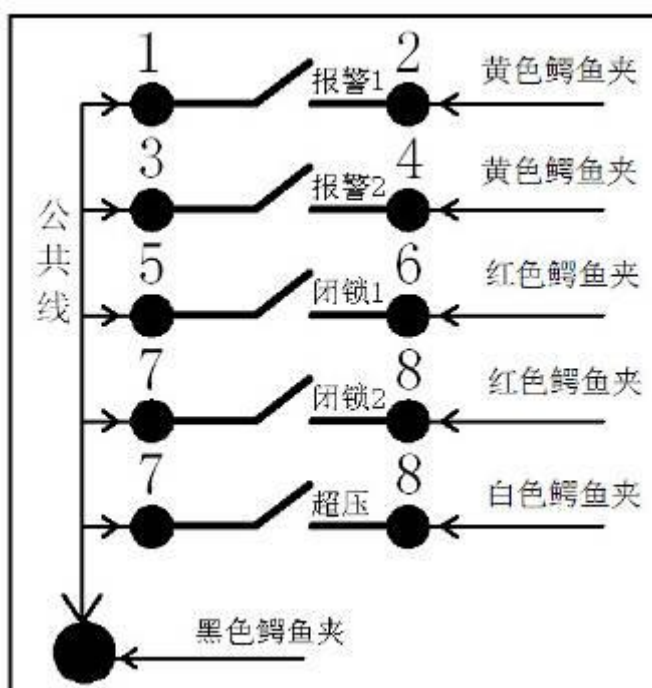 1 报警1 2 黄色鳄鱼夹
3 报警2 4 黄色鳄鱼夹
公共线
5 闭锁1 6 红色鳄鱼夹
7 闭锁2 8 红色鳄鱼夹
7 超压 8 白色鳄鱼夹
黑色鳄鱼夹